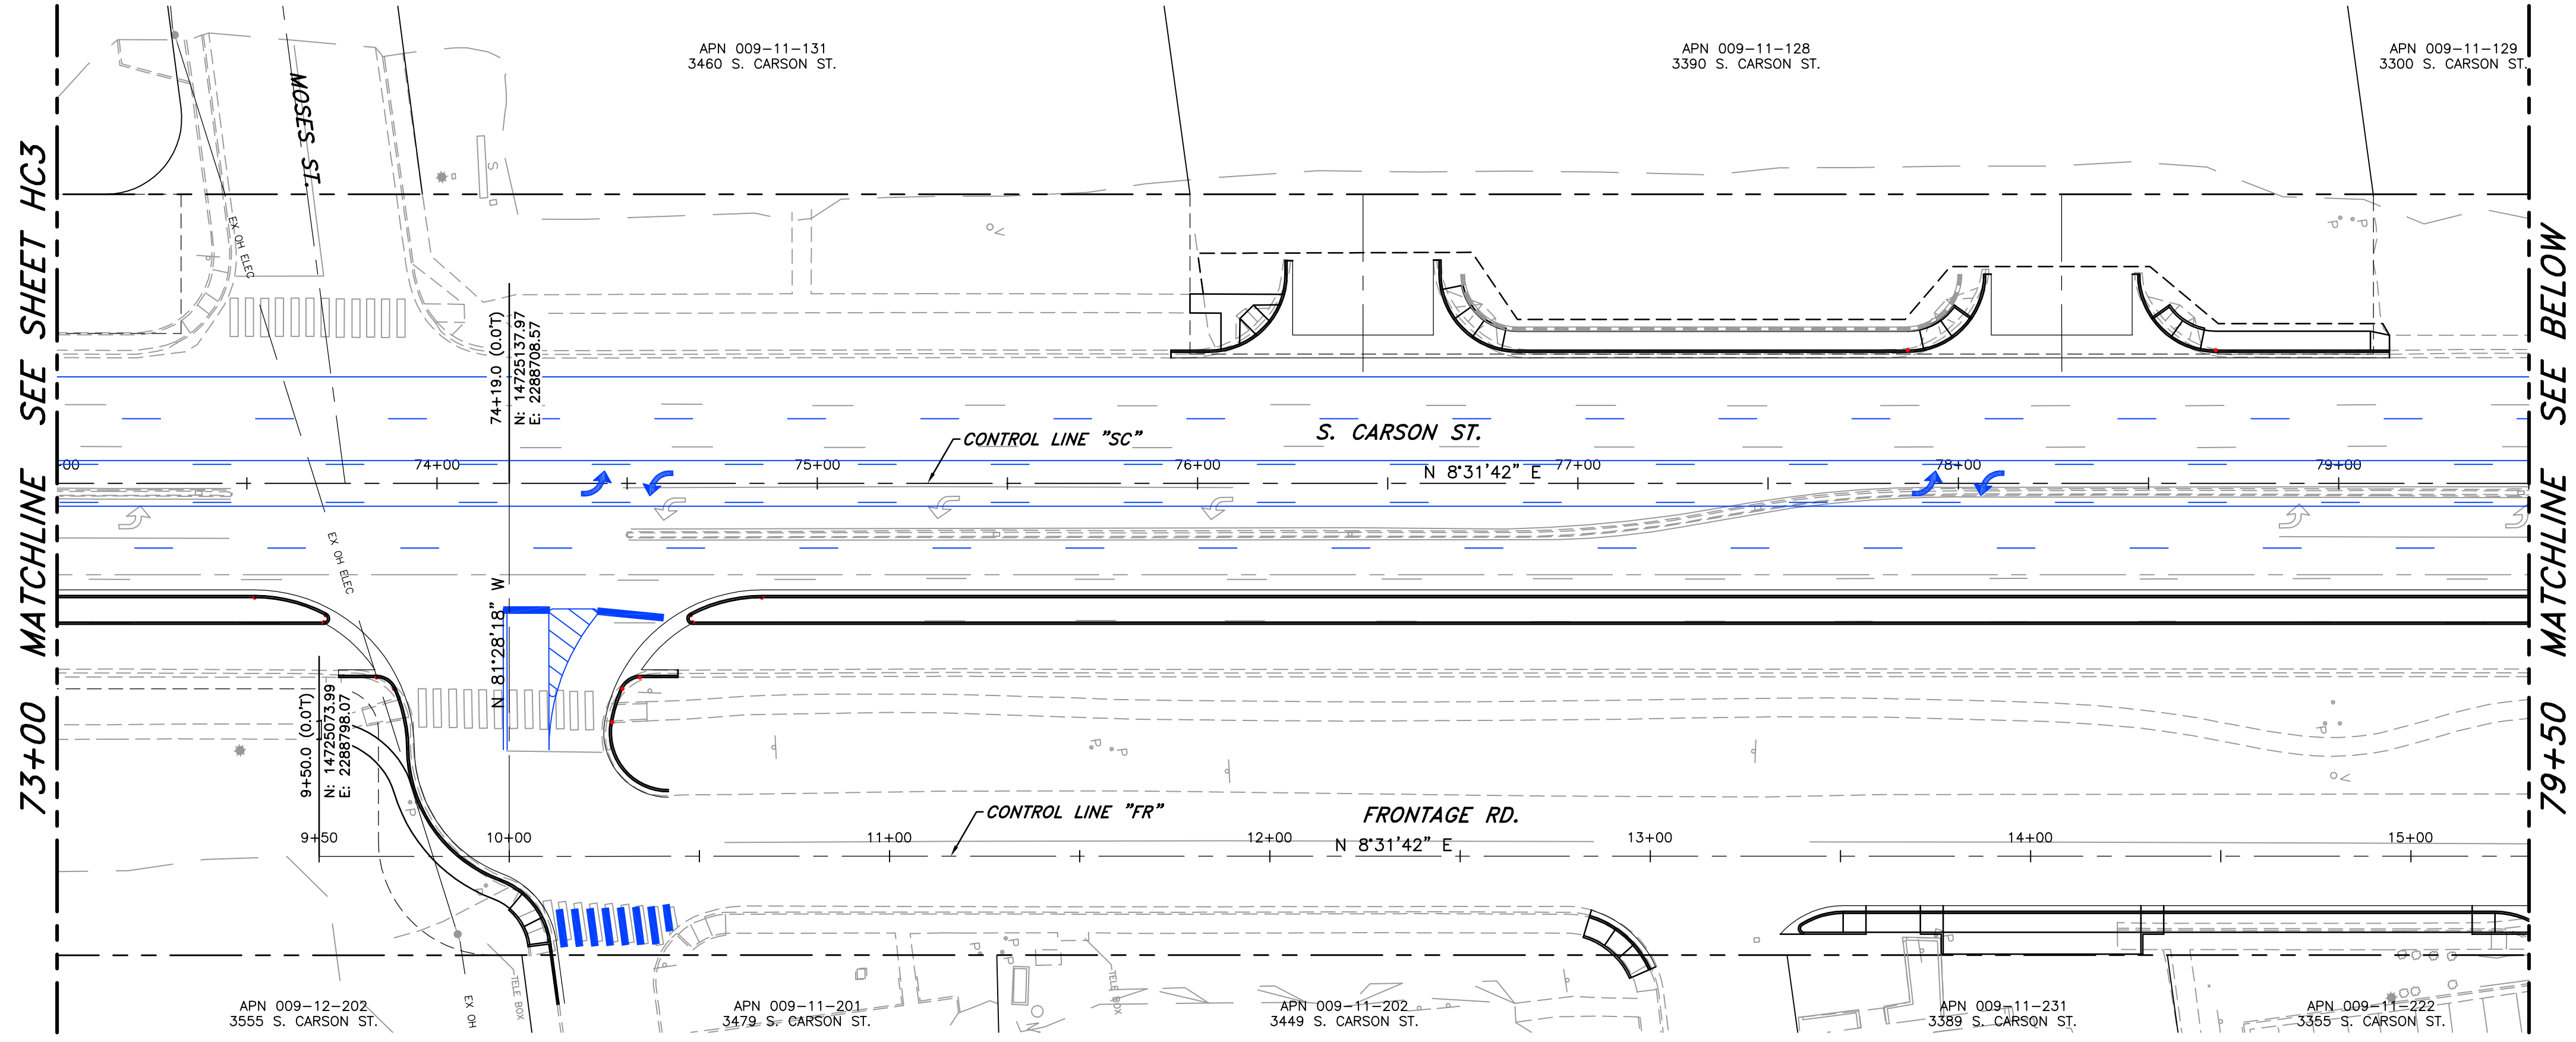 APN 009-11-131
3460 S. CARSON ST.
APN 009-11-128
3390 S. CARSON ST.
APN 009-11-129
3300 S. CARSON ST.
MOSES ST.
S
EX OH ELEC
73+00 MATCHLINE SEE SHEET HC3
79+50 MATCHLINE SEE BELOW
74+19.0 (0.0'T)
N: 14725137.97
E: 2288708.57
CONTROL LINE "SC"
S. CARSON ST.
00
74+00
75+00
76+00
N 8°31'42" E
77+00
78+00
79+00
EX OH ELEC
N 81°28'18" W
9+50.0 (0.0'T)
N: 14725073.99
E: 2288798.07
P
P
P
V
CONTROL LINE "FR"
FRONTAGE RD.
9+50
10+00
11+00
12+00
N 8°31'42" E
13+00
14+00
15+00
TELE BOX
TELE BOX
EX OH
APN 009-12-202
3555 S. CARSON ST.
APN 009-11-201
3479 S. CARSON ST.
APN 009-11-202
3449 S. CARSON ST.
APN 009-11-231
3389 S. CARSON ST.
APN 009-11-222
3355 S. CARSON ST.